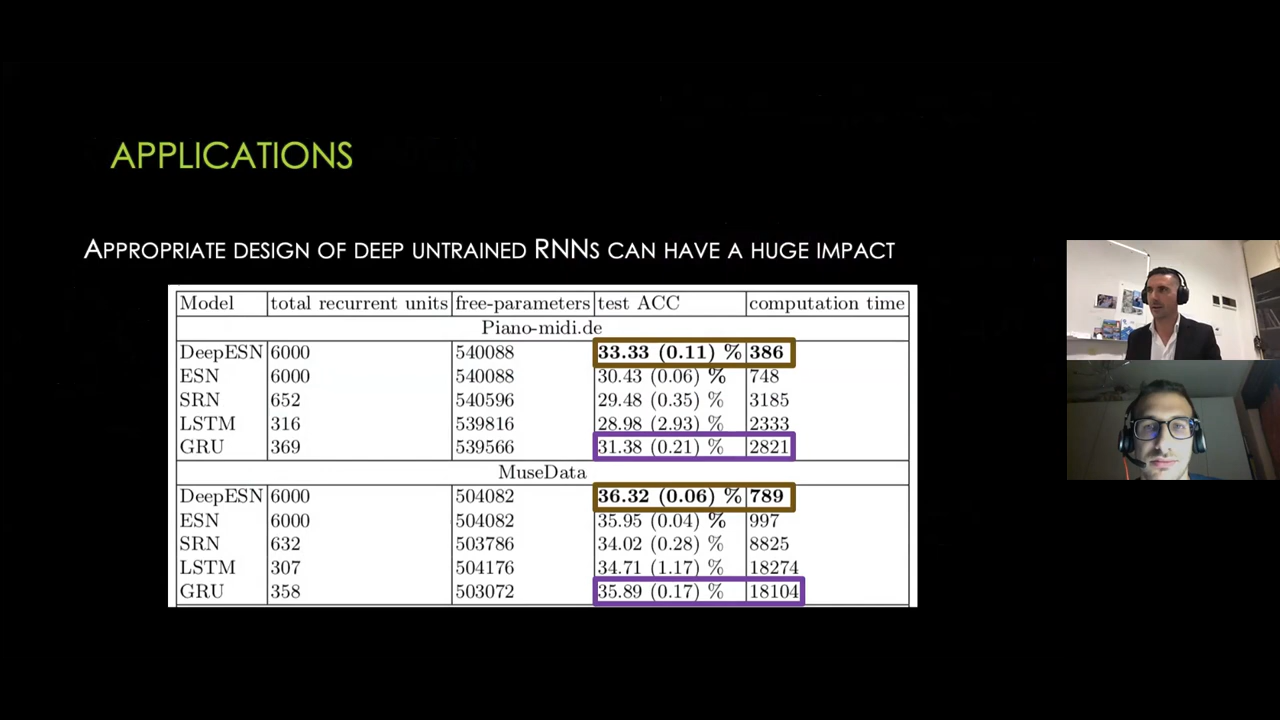 APPLICATIONS
APPROPRIATE DESIGN OF DEEP UNTRAINED RNNS CAN HAVE A HUGE IMPACT
Model total recurrent units free-parameters test ACC computation time
Piano-midi.de
DeepESN 6000 540088 33.33 (0.11) % 386
ESN 6000 540088 30.43 (0.06) % 748
SRN 652 540596 29.48 (0.35) % 3185
LSTM 316 539816 28.98 (2.93) % 2333
GRU 369 539566 31.38 (0.21) % 2821
MuseData
DeepESN 6000 504082 36.32 (0.06) % 789
ESN 6000 504082 35.95 (0.04) % 997
SRN 632 503786 34.02 (0.28) % 8825
LSTM 307 504176 34.71 (1.17) % 18274
GRU 358 503072 35.89 (0.17) % 18104